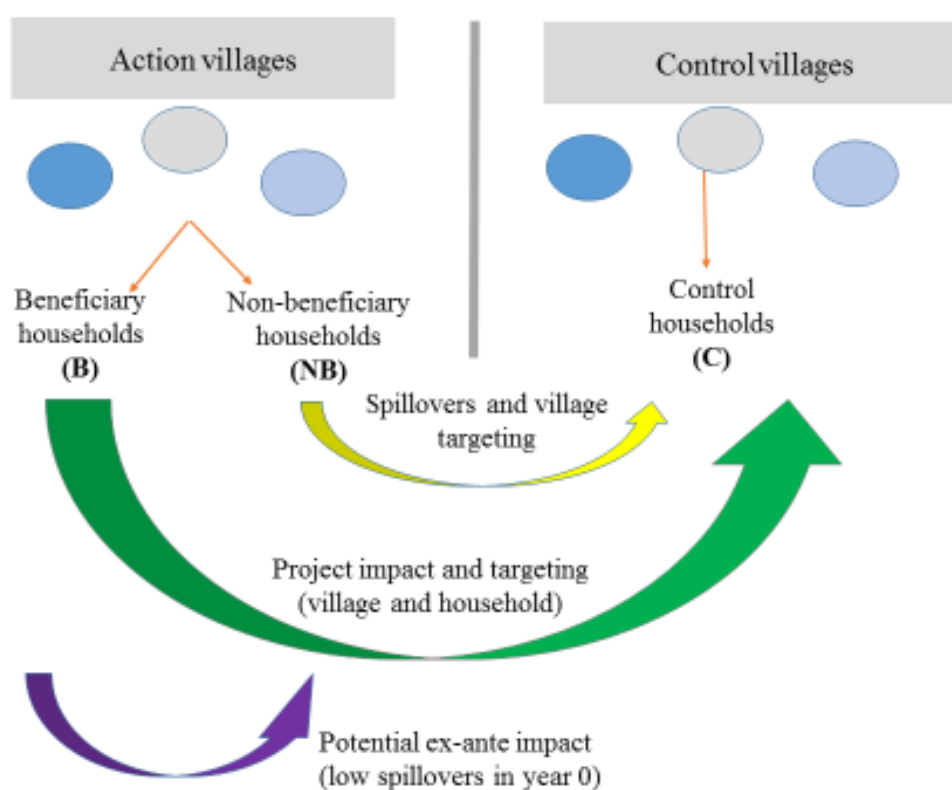 Action villages
Control villages
Beneficiary
households
(B)
Non-beneficiary
households
(NB)
Control
households
(C)
Spillovers and village
targeting
Project impact and targeting
(village and household)
Potential ex-ante impact
(low spillovers in year 0)